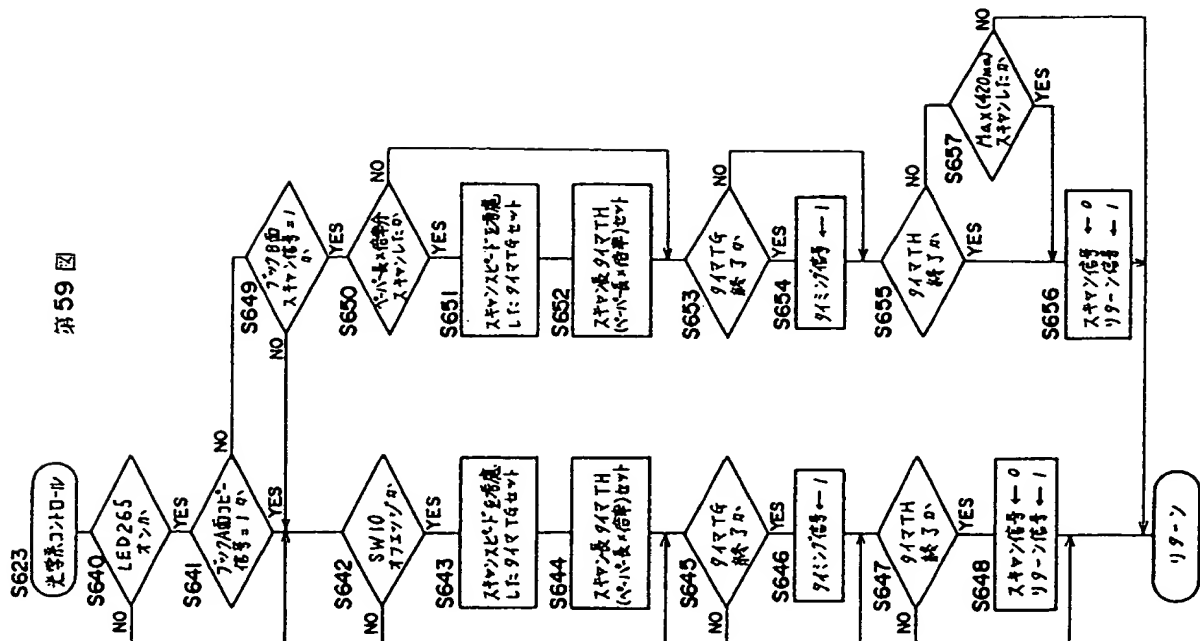 第59図
S623
光学系コントロール
S640
LED265
オンか
NO
YES
S641
ブックA面コピー
信号=1か
NO
YES
S642
SW10
オフエッジか
NO
YES
S643
スキャンスピードを考慮
したタイマTGセット
S644
スキャン長タイマTH
(ペーパー長×倍率)セット
S645
タイマTG
終了か
NO
YES
S646
タイミング信号←1
S647
タイマTH
終了か
NO
YES
S648
スキャン信号←0
リターン信号←1
リターン
S649
ブックB面
スキャン信号=1
か
NO
YES
S650
ペーパー長×倍率分
スキャンしたか
NO
YES
S651
スキャンスピードを考慮
したタイマTGセット
S652
スキャン長タイマTH
(ペーパー長×倍率)セット
S653
タイマTG
終了か
NO
YES
S654
タイミング信号←1
S655
タイマTH
終了か
NO
YES
S657
Max(420mm)
スキャンしたか
NO
YES
S656
スキャン信号←0
リターン信号←1